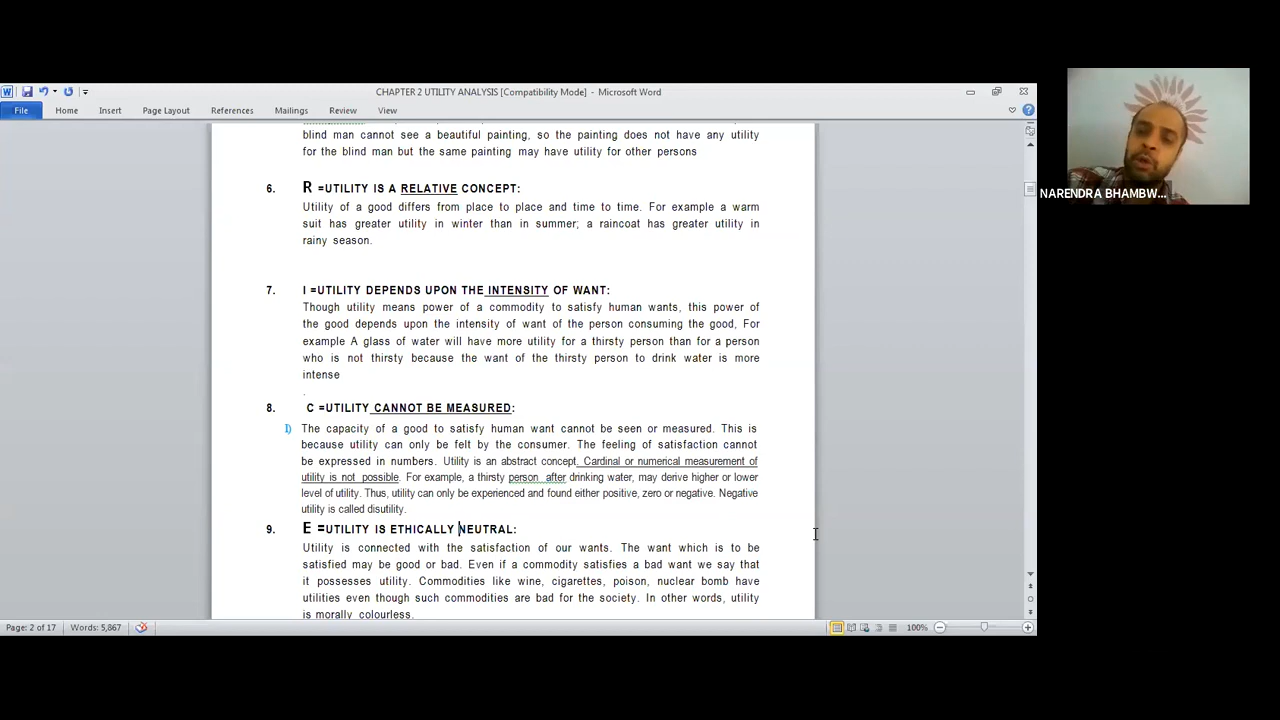 CHAPTER 2 UTILITY ANALYSIS [Compatibility Mode] - Microsoft Word
File Home Insert Page Layout References Mailings Review View
blind man cannot see a beautiful painting, so the painting does not have any utility
for the blind man but the same painting may have utility for other persons
6. R =UTILITY IS A RELATIVE CONCEPT:
Utility of a good differs from place to place and time to time. For example a warm
suit has greater utility in winter than in summer; a raincoat has greater utility in
rainy season.
7. I =UTILITY DEPENDS UPON THE INTENSITY OF WANT:
Though utility means power of a commodity to satisfy human wants, this power of
the good depends upon the intensity of want of the person consuming the good, For
example A glass of water will have more utility for a thirsty person than for a person
who is not thirsty because the want of the thirsty person to drink water is more
intense
.
8. C =UTILITY CANNOT BE MEASURED:
I) The capacity of a good to satisfy human want cannot be seen or measured. This is
because utility can only be felt by the consumer. The feeling of satisfaction cannot
be expressed in numbers. Utility is an abstract concept. Cardinal or numerical measurement of
utility is not possible. For example, a thirsty person after drinking water, may derive higher or lower
level of utility. Thus, utility can only be experienced and found either positive, zero or negative. Negative
utility is called disutility.
9. E =UTILITY IS ETHICALLY NEUTRAL:
Utility is connected with the satisfaction of our wants. The want which is to be
satisfied may be good or bad. Even if a commodity satisfies a bad want we say that
it possesses utility. Commodities like wine, cigarettes, poison, nuclear bomb have
utilities even though such commodities are bad for the society. In other words, utility
is morally colourless.
Page: 2 of 17 Words: 5,867 100%
NARENDRA BHAMBW...